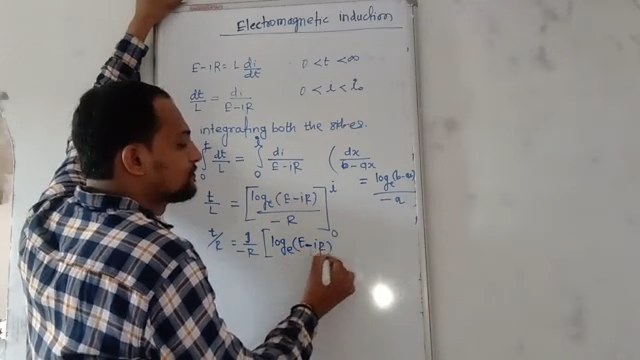 Electromagnetic induction
E-iR = L di/dt    0 < t < ∞
dt/L = di/E-iR    0 < i < i₀
integrating both the sides.
∫₀ᵗ dt/L = ∫₀ⁱ di/E-iR    ( dx/b-ax
= logₑ(b-ax)/-a
t/L = [logₑ(E-iR)/-R]₀ⁱ
t/R = 1/-R [logₑ(E-iR)